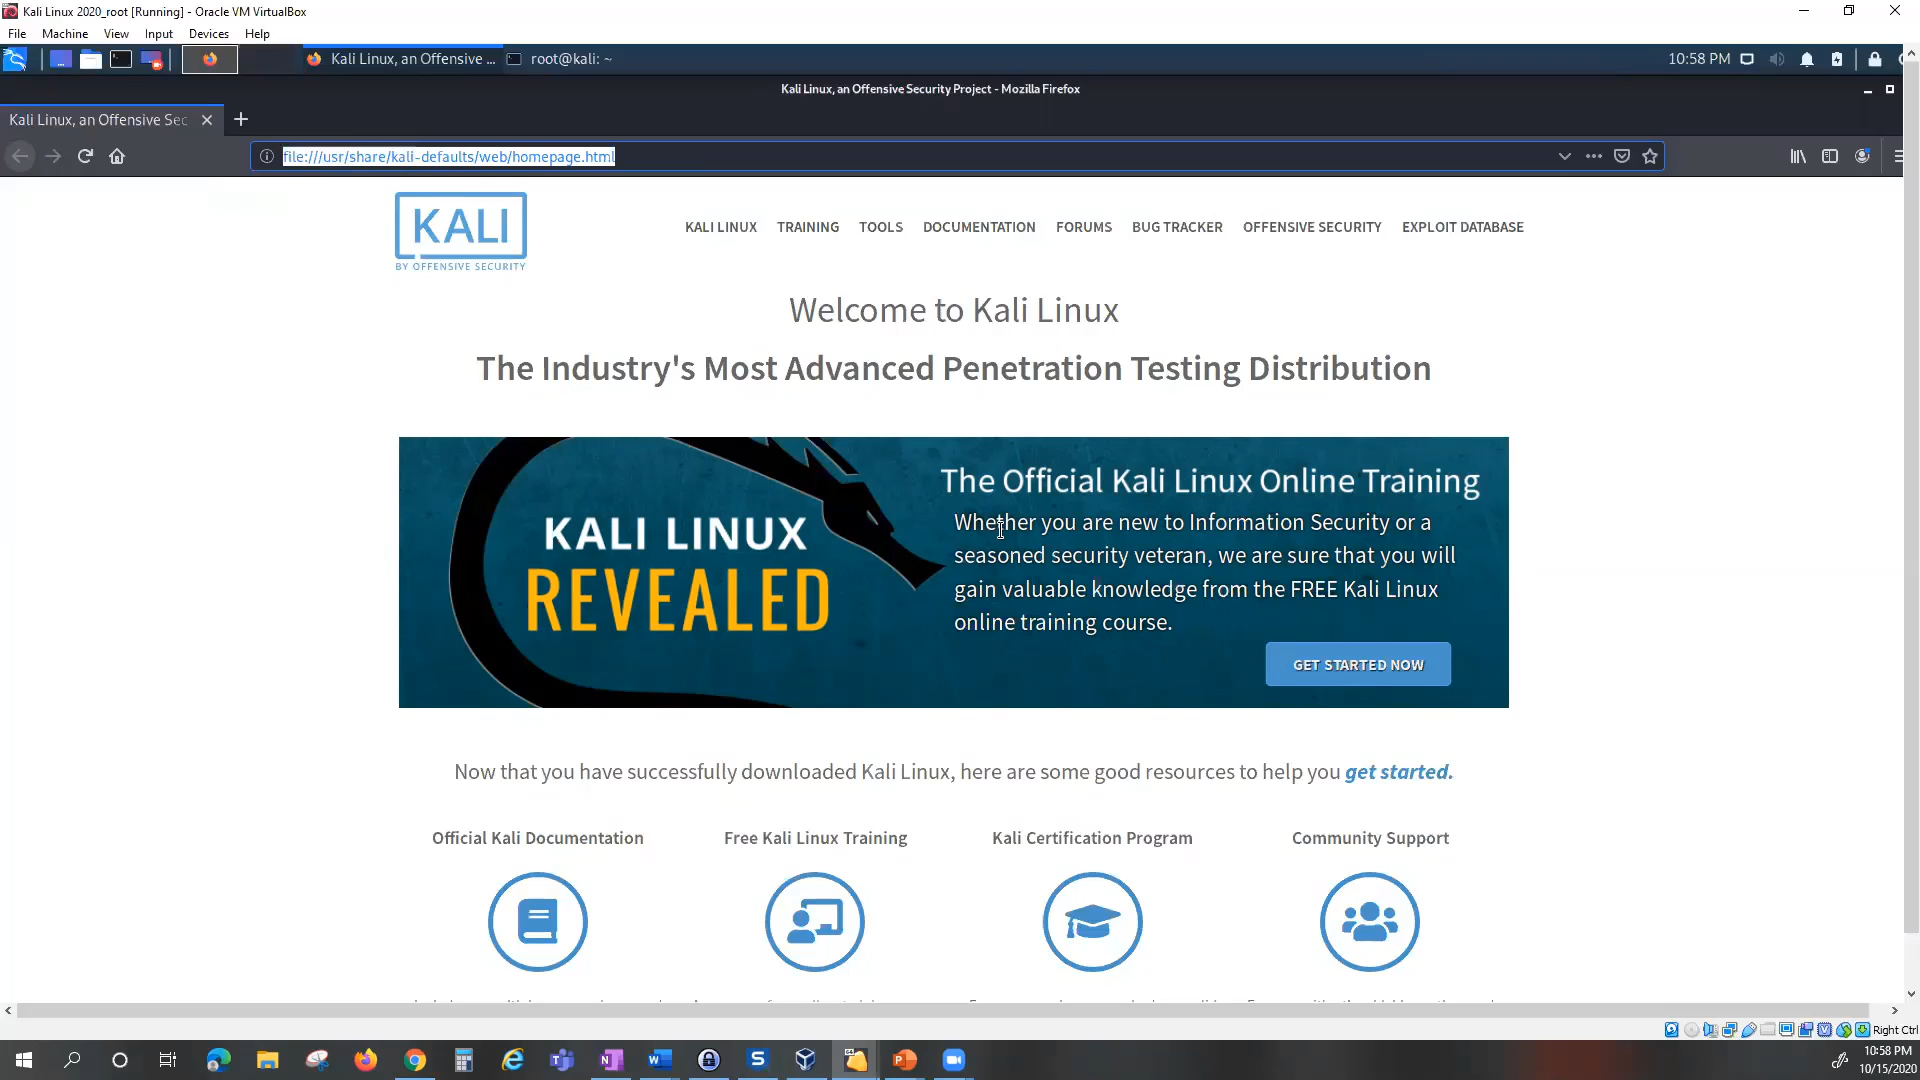 Kali Linux 2020_root [Running] - Oracle VM VirtualBox
File Machine View Input Devices Help
Kali Linux, an Offensive ... root@kali: ~ 10:58 PM
Kali Linux, an Offensive Security Project - Mozilla Firefox
Kali Linux, an Offensive Sec
file:///usr/share/kali-defaults/web/homepage.html
KALI
BY OFFENSIVE SECURITY
KALI LINUX TRAINING TOOLS DOCUMENTATION FORUMS BUG TRACKER OFFENSIVE SECURITY EXPLOIT DATABASE
Welcome to Kali Linux
The Industry's Most Advanced Penetration Testing Distribution
KALI LINUX
REVEALED
The Official Kali Linux Online Training
Whether you are new to Information Security or a
seasoned security veteran, we are sure that you will
gain valuable knowledge from the FREE Kali Linux
online training course.
GET STARTED NOW
Now that you have successfully downloaded Kali Linux, here are some good resources to help you get started.
Official Kali Documentation Free Kali Linux Training Kali Certification Program Community Support
Right Ctrl
10:58 PM
10/15/2020